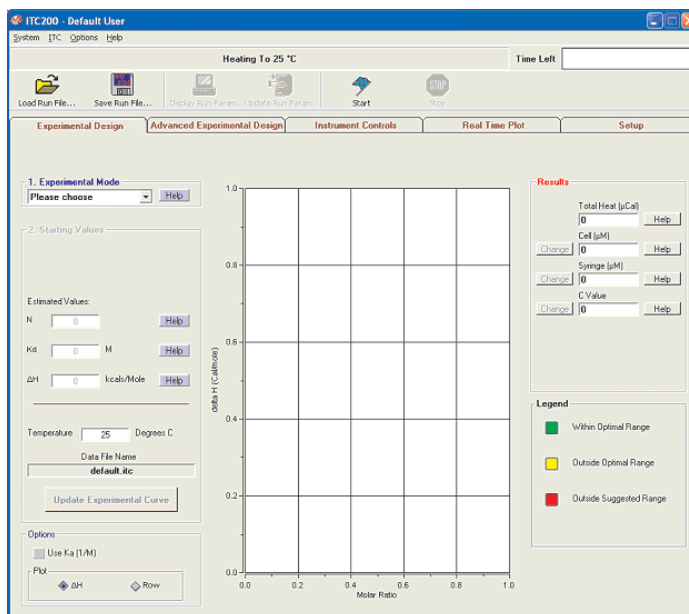 ITC200 - Default User
System ITC Options Help
Heating To 25 °C Time Left
Load Run File... Save Run File... Display Run Param.. Update Run Param. Start Stop
STOP
Experimental Design Advanced Experimental Design Instrument Controls Real Time Plot Setup
1. Experimental Mode
Please choose Help
2. Starting Values
Estimated Values:
N 0 Help
Kd 0 M Help
ΔH 0 kcals/Mole Help
Temperature 25 Degrees C
Data File Name
default.itc
Update Experimental Curve
Options
Use Ka (1/M)
Plot
ΔH Row
delta H (Cal/mole)
1.0
0.8
0.6
0.4
0.2
0.0
0.0 0.2 0.4 0.6 0.8 1.0
Molar Ratio
Results
Total Heat (µCal)
0 Help
Cell (µM)
Change 0 Help
Syringe (µM)
Change 0 Help
C Value
Change 0 Help
Legend
Within Optimal Range
Outside Optimal Range
Outside Suggested Range